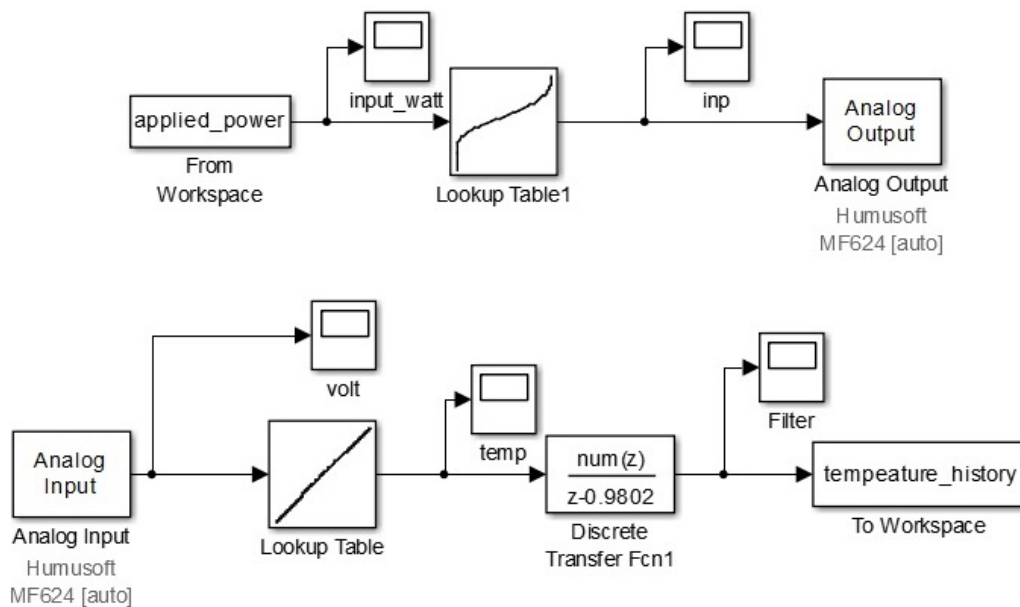 input_watt
inp
applied_power
From
Workspace
Lookup Table1
Analog
Output
Analog Output
Humusoft
MF624 [auto]
volt
temp
Filter
Analog
Input
Analog Input
Humusoft
MF624 [auto]
Lookup Table
num(z)
z-0.9802
Discrete
Transfer Fcn1
tempeature_history
To Workspace